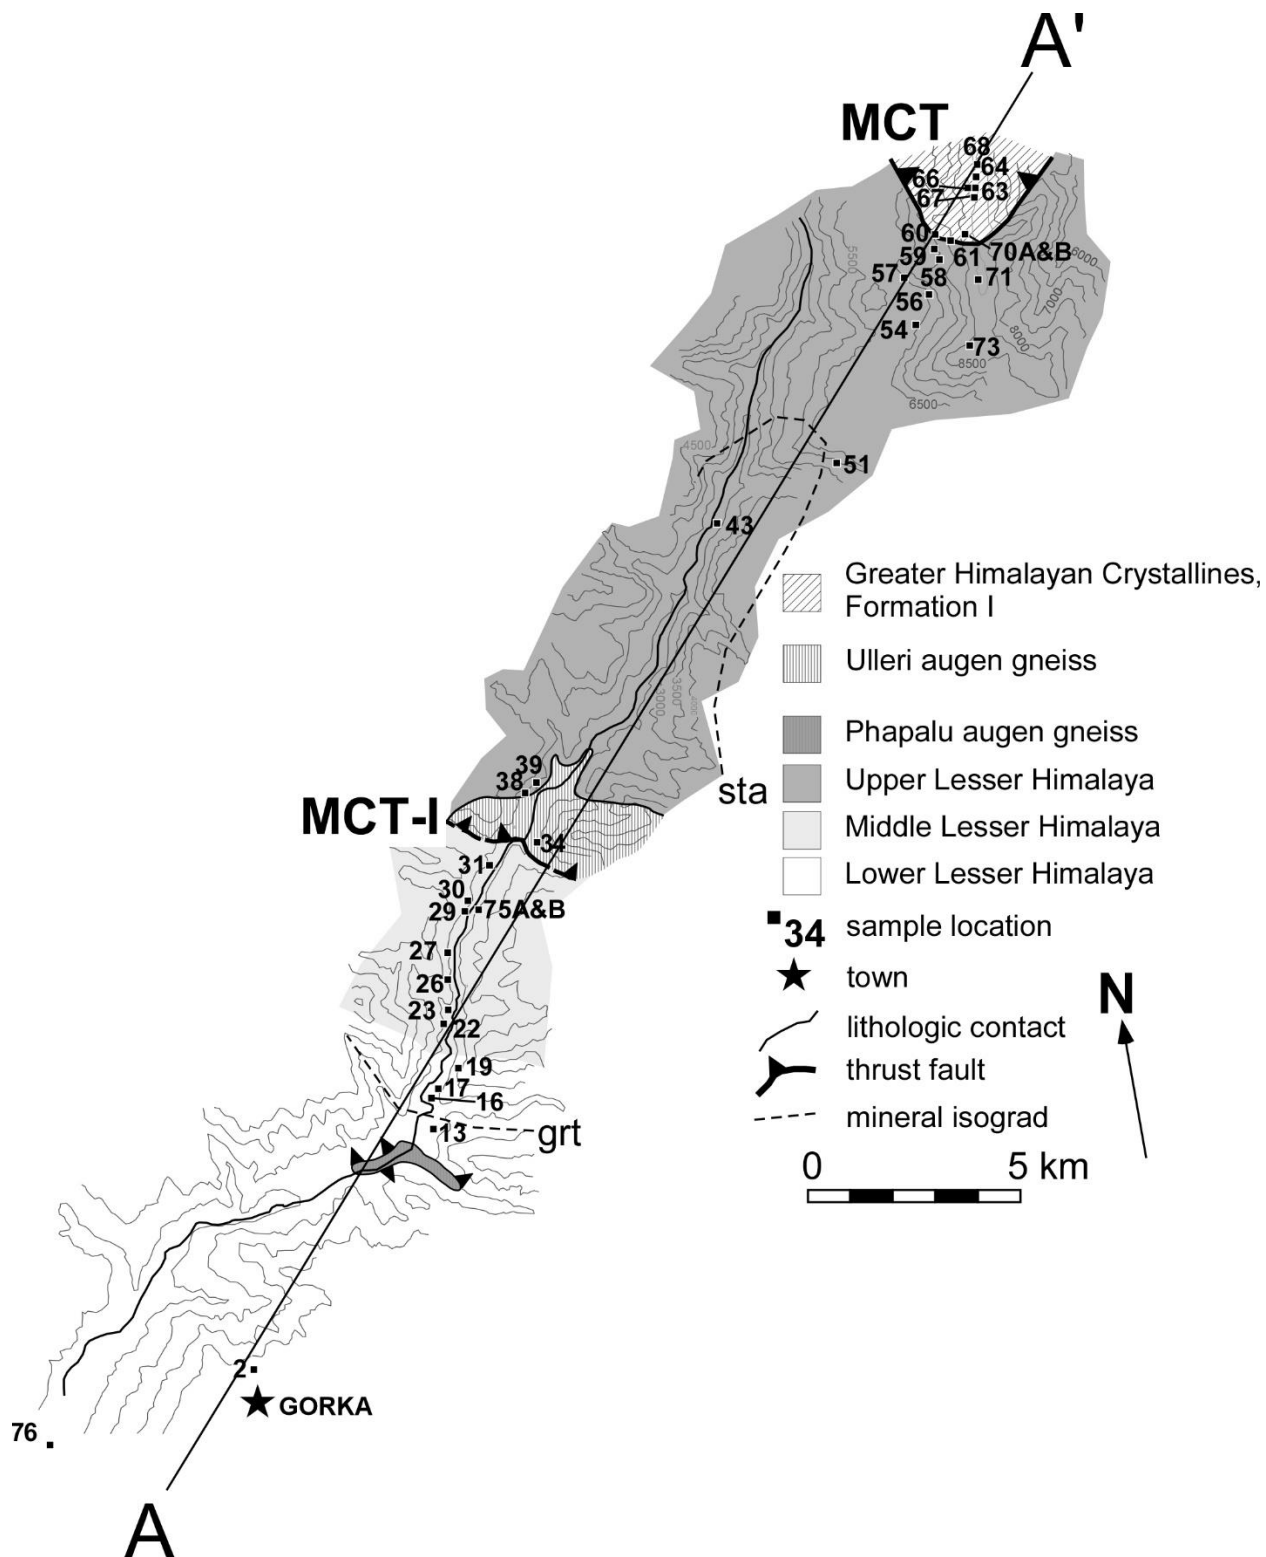 A'
MCT
68
64
66
63
67
60
59
61
70A&B
57
58
71
56
54
73
5500
6000
7000
8000
8500
6500
4500
51
43
3000
3500
sta
39
38
MCT-I
34
31
30
29
75A&B
27
26
23
22
19
17
16
13
grt
2
GORKA
76
A
Greater Himalayan Crystallines,
Formation I
Ulleri augen gneiss
Phapalu augen gneiss
Upper Lesser Himalaya
Middle Lesser Himalaya
Lower Lesser Himalaya
34 sample location
town
lithologic contact
thrust fault
mineral isograd
N
0 5 km